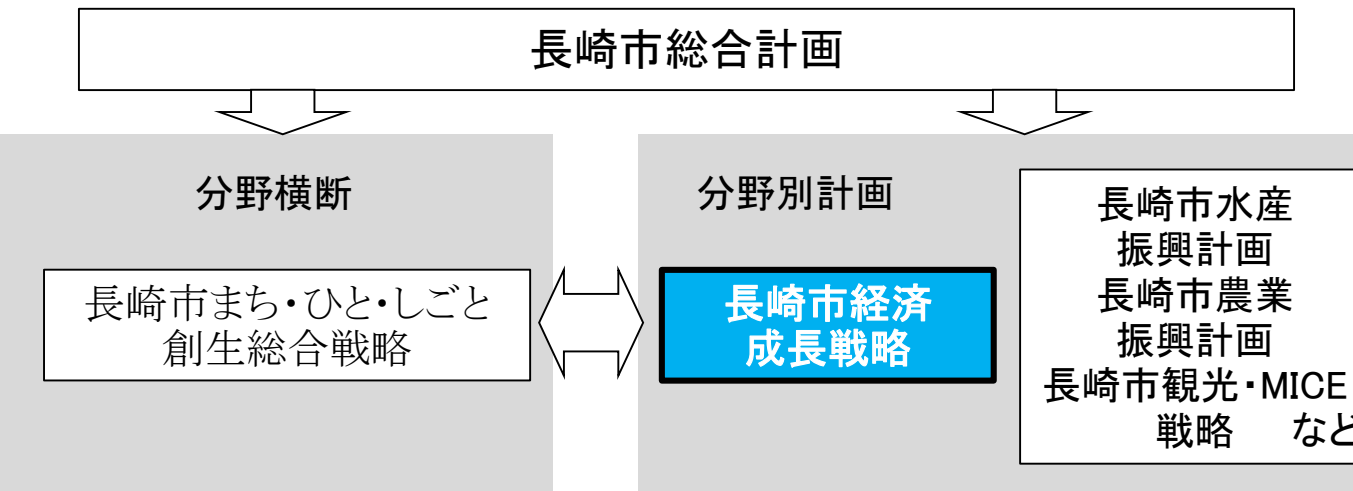 長崎市総合計画
分野横断
長崎市まち・ひと・しごと
創生総合戦略
分野別計画
長崎市経済
成長戦略
長崎市水産
振興計画
長崎市農業
振興計画
長崎市観光・MICE
戦略 など